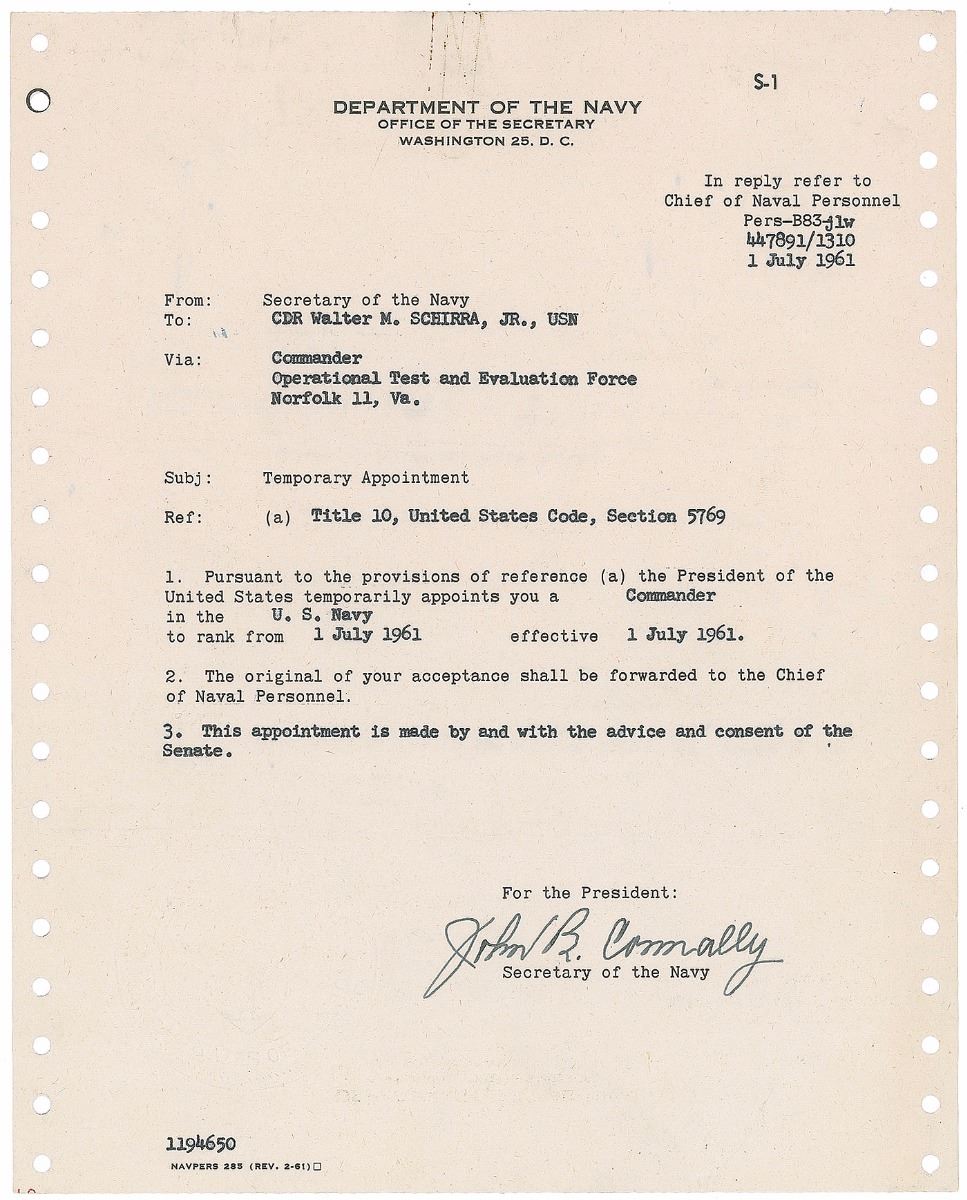 S-1
DEPARTMENT OF THE NAVY
OFFICE OF THE SECRETARY
WASHINGTON 25, D. C.
In reply refer to
Chief of Naval Personnel
Pers-B83-jlw
447891/1310
1 July 1961
From: Secretary of the Navy
To: CDR Walter M. SCHIRRA, JR., USN
Via: Commander
Operational Test and Evaluation Force
Norfolk 11, Va.
Subj: Temporary Appointment
Ref: (a) Title 10, United States Code, Section 5769
1. Pursuant to the provisions of reference (a) the President of the
United States temporarily appoints you a Commander
in the U. S. Navy
to rank from 1 July 1961 effective 1 July 1961.
2. The original of your acceptance shall be forwarded to the Chief
of Naval Personnel.
3. This appointment is made by and with the advice and consent of the
Senate.
For the President:
John B. Connally
Secretary of the Navy
1194650
NAVPERS 285 (REV. 2-61)